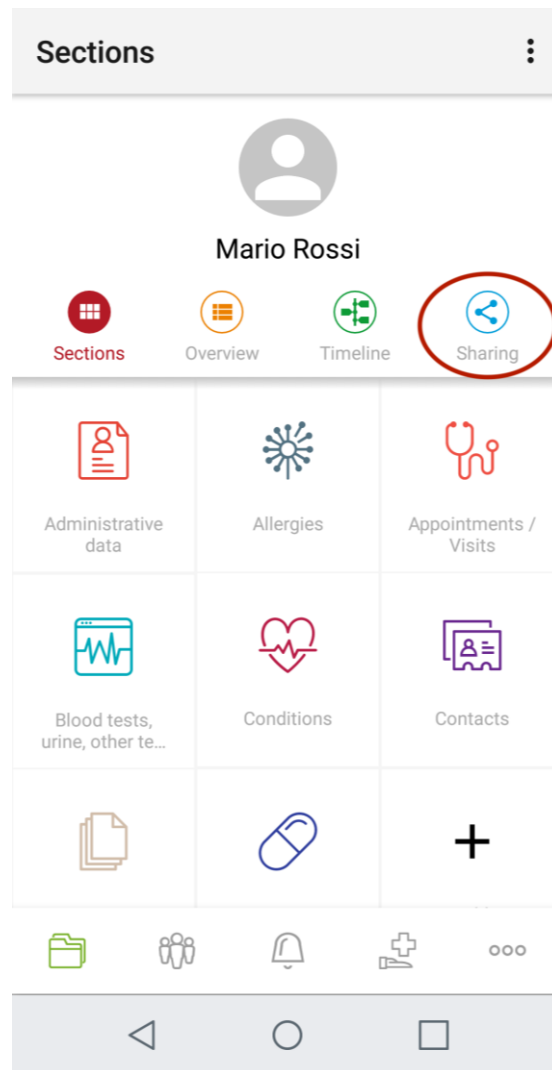 Sections
Mario Rossi
Sections
Overview
Timeline
Sharing
Administrative
data
Allergies
Appointments /
Visits
Blood tests,
urine, other te...
Conditions
Contacts